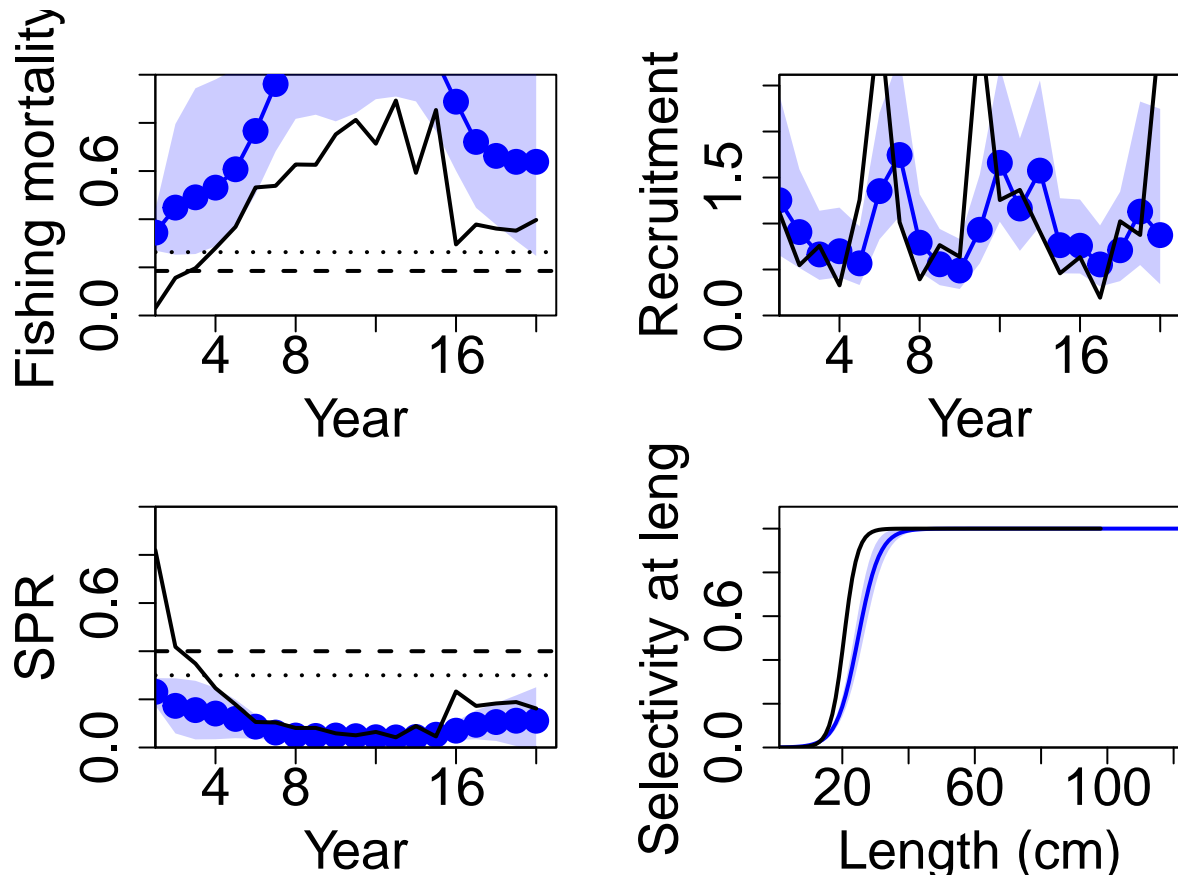 Fishing mortality
0.0 0.6
4 8 16
Year
Recruitment
0.0 1.5
4 8 16
Year
SPR
0.0 0.6
4 8 16
Year
Selectivity at leng
0.0 0.6
20 60 100
Length (cm)